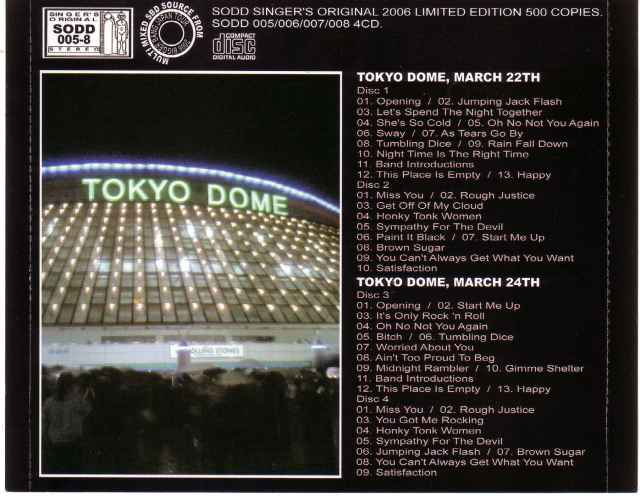 SINGER'S
ORIGINAL
SODD
005-8
STEREO
MULTI MIXED SBD SOURCE FROM
COMPACT
disc
DIGITAL AUDIO
SODD SINGER'S ORIGINAL 2006 LIMITED EDITION 500 COPIES.
SODD 005/006/007/008 4CD.
TOKYO DOME
ROLLING STONES
TOKYO DOME, MARCH 22TH
Disc 1
01. Opening / 02. Jumping Jack Flash
03. Let's Spend The Night Together
04. She's So Cold / 05. Oh No Not You Again
06. Sway / 07. As Tears Go By
08. Tumbling Dice / 09. Rain Fall Down
10. Night Time Is The Right Time
11. Band Introductions
12. This Place Is Empty / 13. Happy
Disc 2
01. Miss You / 02. Rough Justice
03. Get Off Of My Cloud
04. Honky Tonk Women
05. Sympathy For The Devil
06. Paint It Black / 07. Start Me Up
08. Brown Sugar
09. You Can't Always Get What You Want
10. Satisfaction
TOKYO DOME, MARCH 24TH
Disc 3
01. Opening / 02. Start Me Up
03. It's Only Rock 'n Roll
04. Oh No Not You Again
05. Bitch / 06. Tumbling Dice
07. Worried About You
08. Ain't Too Proud To Beg
09. Midnight Rambler / 10. Gimme Shelter
11. Band Introductions
12. This Place Is Empty / 13. Happy
Disc 4
01. Miss You / 02. Rough Justice
03. You Got Me Rocking
04. Honky Tonk Women
05. Sympathy For The Devil
06. Jumping Jack Flash / 07. Brown Sugar
08. You Can't Always Get What You Want
09. Satisfaction